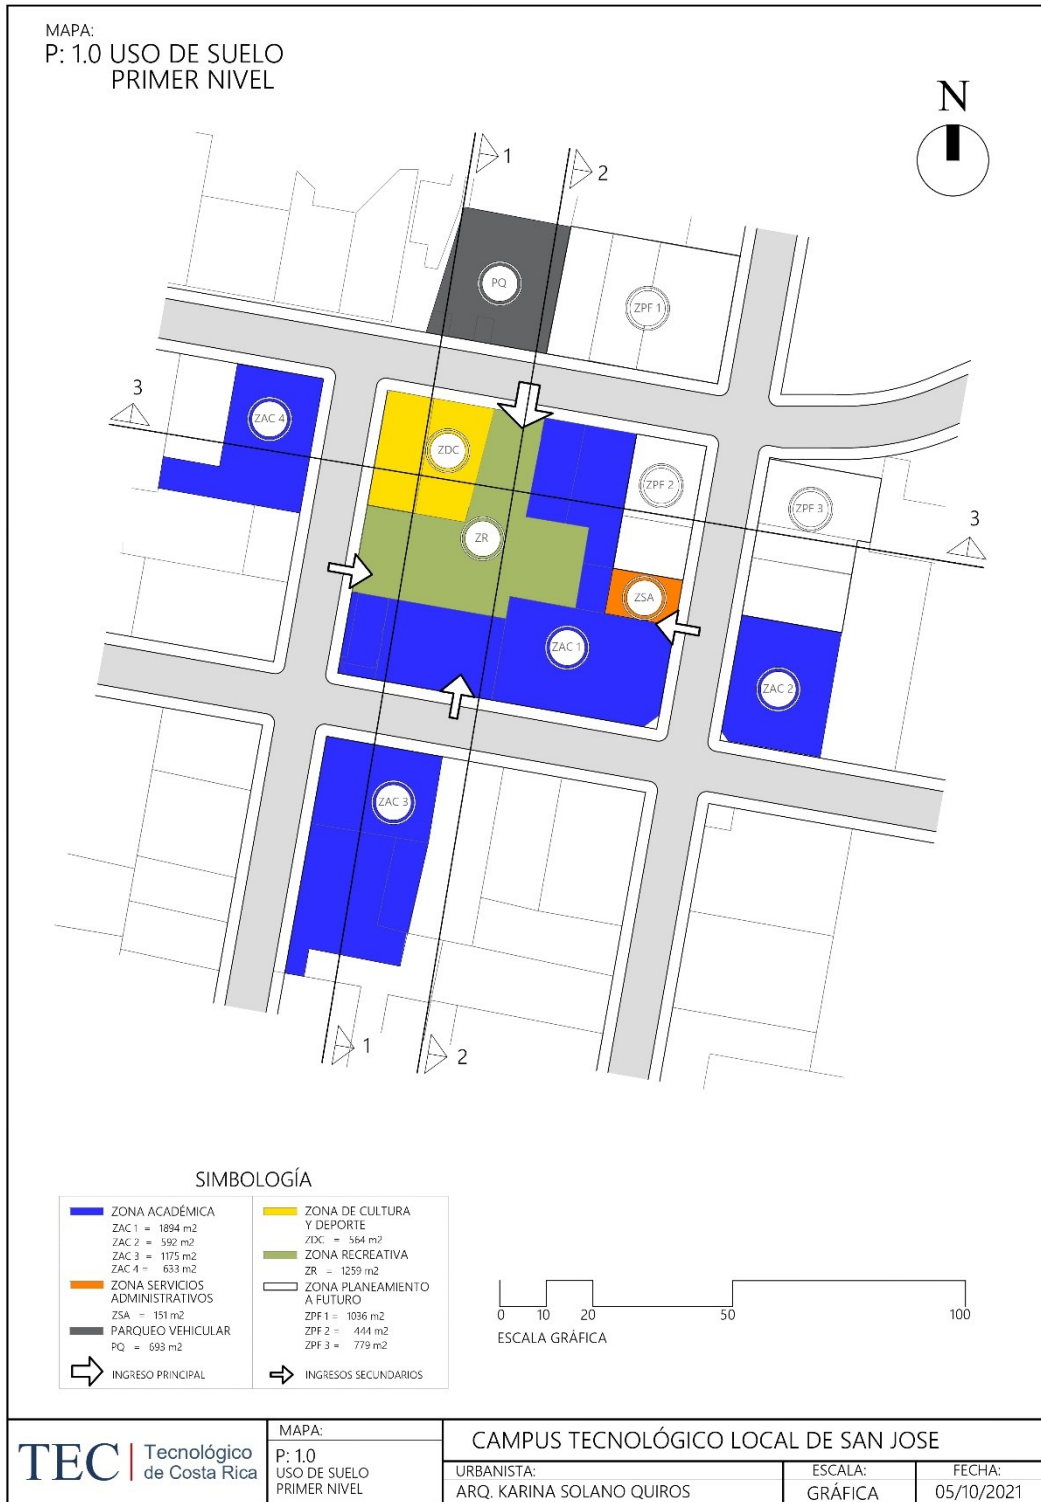 MAPA:
P: 1.0 USO DE SUELO
PRIMER NIVEL
N
1
2
PQ
ZPF 1
3
ZAC 4
ZDC
ZPF 2
ZPF 3
3
ZR
ZSA
ZAC 1
ZAC 2
ZAC 3
1
2
SIMBOLOGÍA
ZONA ACADÉMICA
ZAC 1 = 1894 m2
ZAC 2 = 592 m2
ZAC 3 = 1175 m2
ZAC 4 = 633 m2
ZONA SERVICIOS
ADMINISTRATIVOS
ZSA = 151 m2
PARQUEO VEHICULAR
PQ = 693 m2
INGRESO PRINCIPAL
ZONA DE CULTURA
Y DEPORTE
ZDC = 564 m2
ZONA RECREATIVA
ZR = 1259 m2
ZONA PLANEAMIENTO
A FUTURO
ZPF 1 = 1036 m2
ZPF 2 = 444 m2
ZPF 3 = 779 m2
INGRESOS SECUNDARIOS
0 10 20 50 100
ESCALA GRÁFICA
TEC | Tecnológico
de Costa Rica
MAPA:
P: 1.0
USO DE SUELO
PRIMER NIVEL
CAMPUS TECNOLÓGICO LOCAL DE SAN JOSE
URBANISTA:
ARQ. KARINA SOLANO QUIROS
ESCALA:
GRÁFICA
FECHA:
05/10/2021